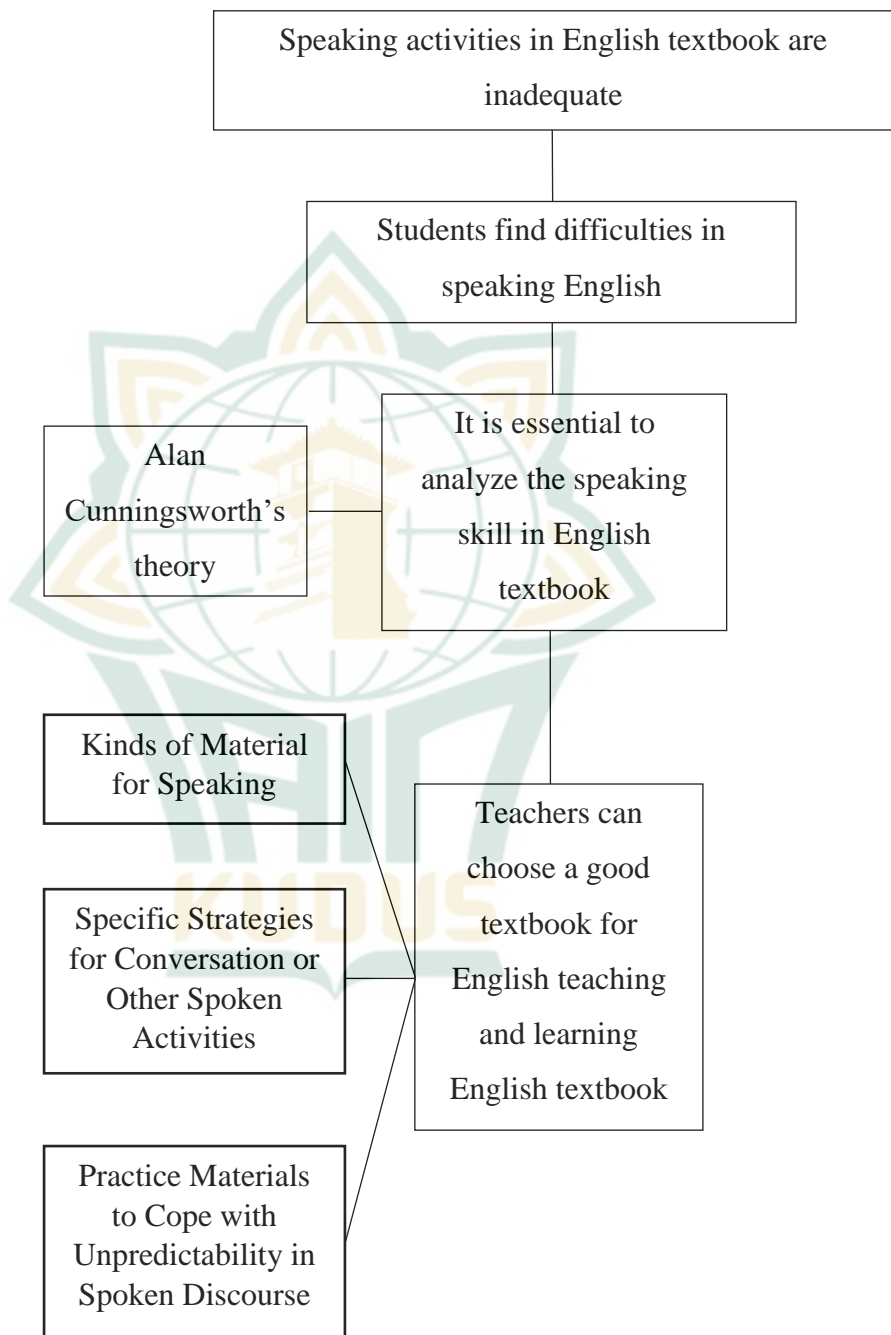 Speaking activities in English textbook are
inadequate
Students find difficulties in
speaking English
It is essential to
analyze the speaking
skill in English
textbook
Alan
Cunningsworth’s
theory
Kinds of Material
for Speaking
Teachers can
choose a good
textbook for
English teaching
and learning
English textbook
Specific Strategies
for Conversation or
Other Spoken
Activities
Practice Materials
to Cope with
Unpredictability in
Spoken Discourse
IAIN
KUDUS